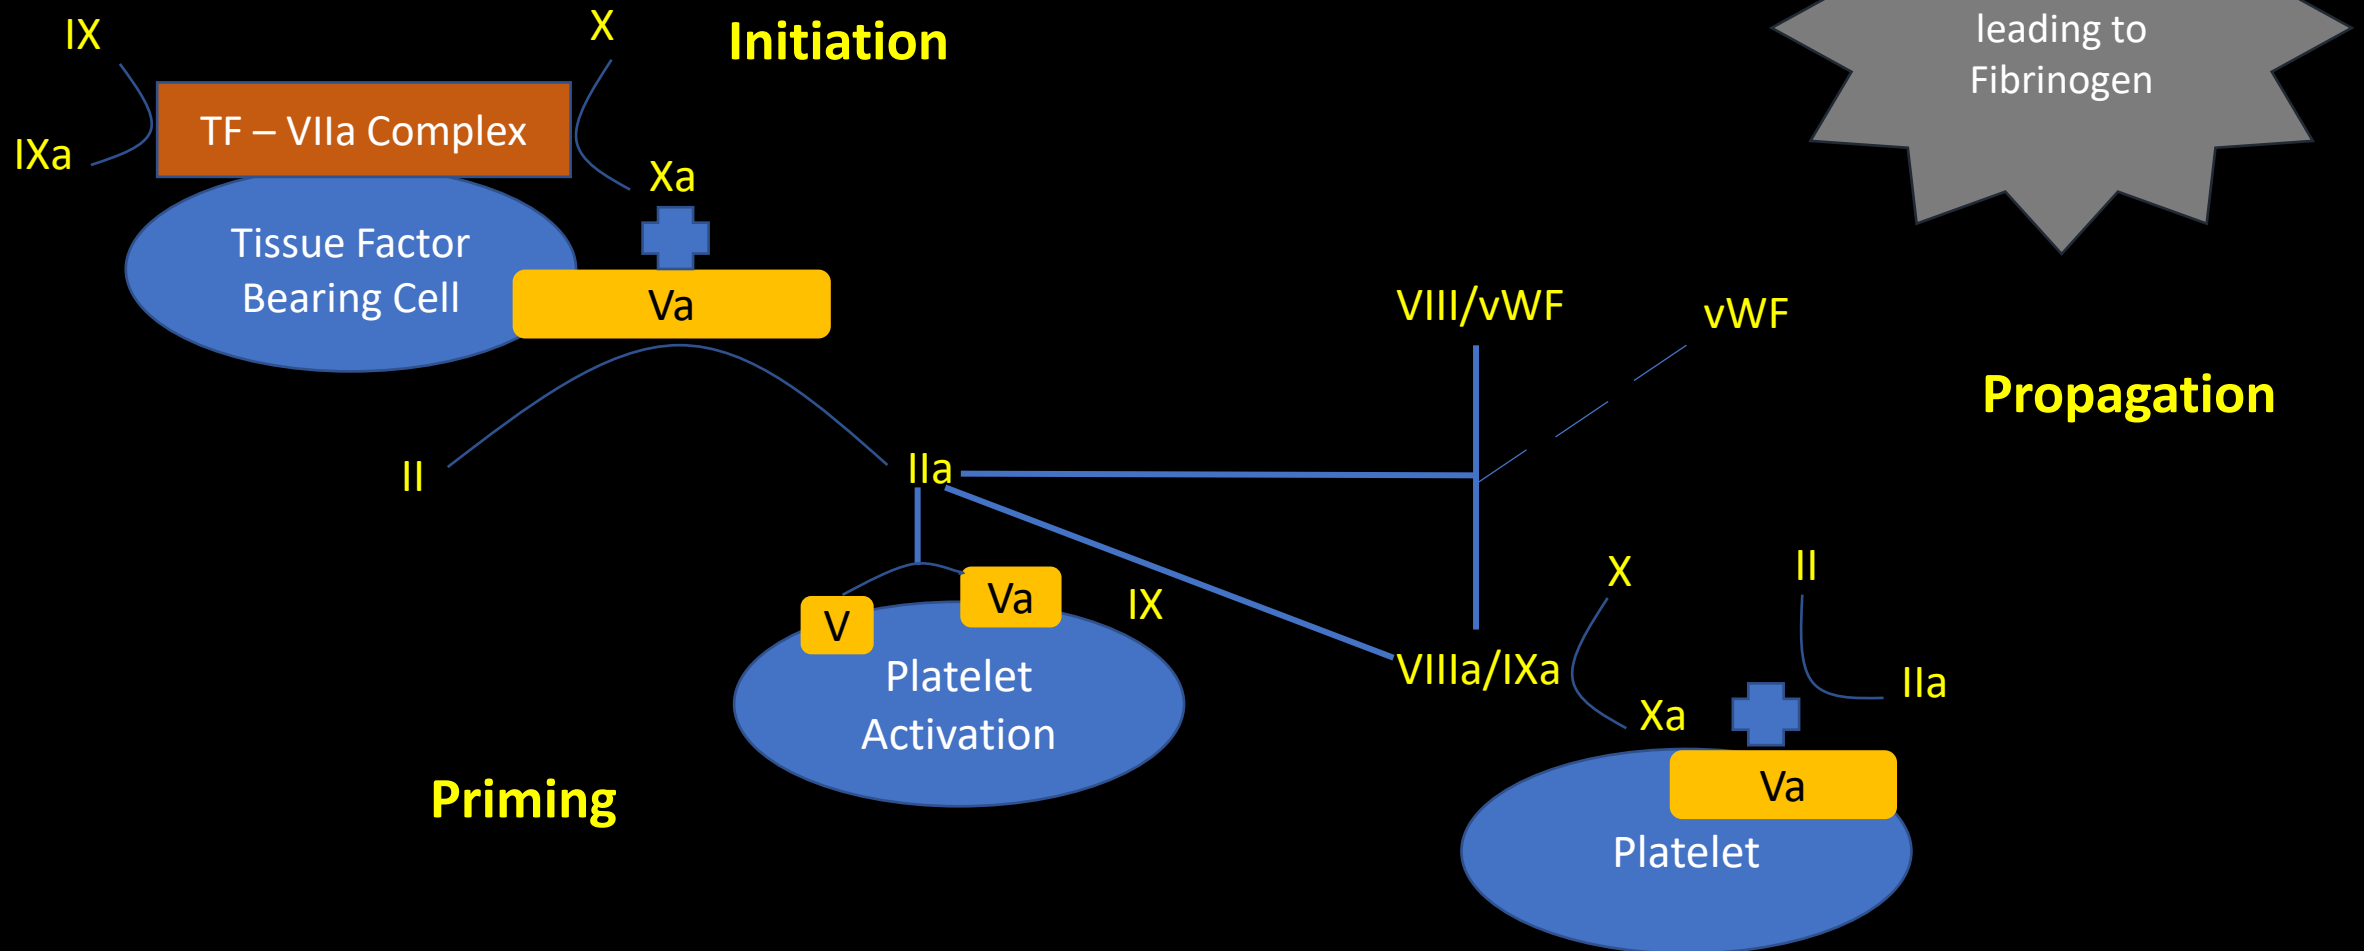 IX
X
Initiation
leading to
Fibrinogen
TF – VIIa Complex
IXa
Xa
Tissue Factor
Bearing Cell
Va
VIII/vWF
vWF
Propagation
II
IIa
X
II
V
Va
IX
Platelet
Activation
VIIIa/IXa
Xa
IIa
Priming
Va
Platelet